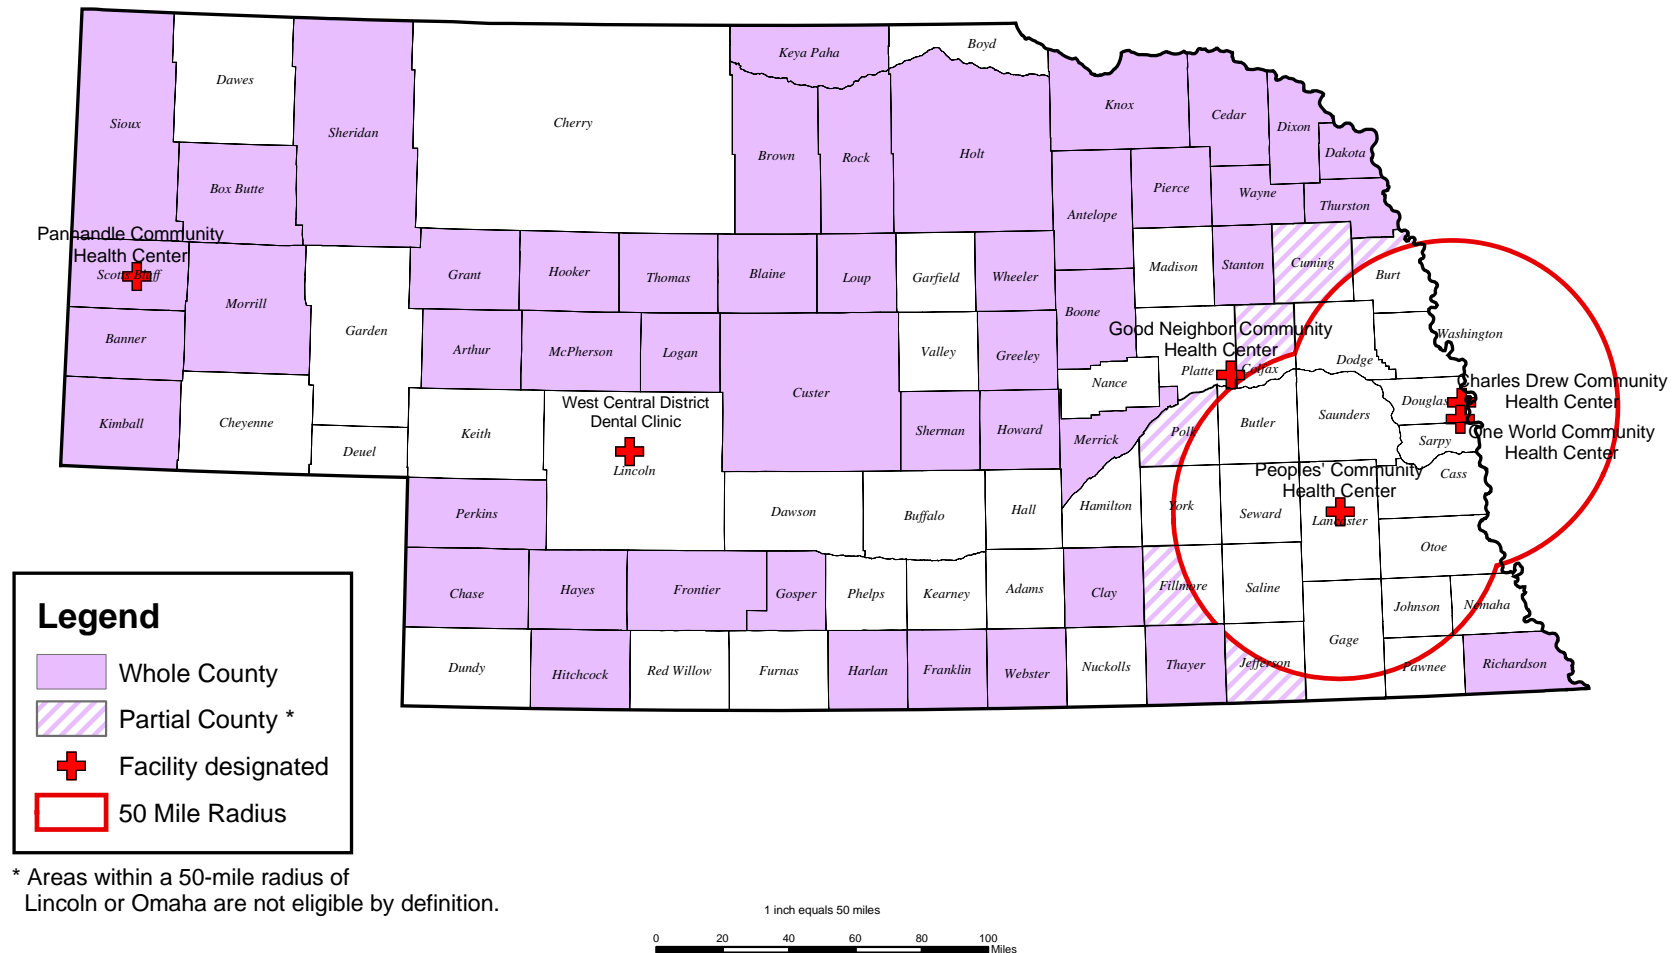 Keya Paha
Boyd
Dawes
Knox
Cedar
Sioux
Cherry
Dixon
Sheridan
Brown
Rock
Holt
Dakota
Box Butte
Pierce
Wayne
Thurston
Antelope
Panhandle Community
Health Center
Scotts Bluff
Grant
Hooker
Thomas
Blaine
Loup
Garfield
Wheeler
Madison
Stanton
Cuming
Burt
Morrill
Boone
Garden
Banner
Arthur
McPherson
Logan
Valley
Greeley
Good Neighbor Community
Health Center
Washington
Platte
Colfax
Dodge
Nance
Custer
Charles Drew Community
Health Center
Douglas
Kimball
Cheyenne
Deuel
Keith
West Central District
Dental Clinic
Lincoln
Sherman
Howard
Merrick
Polk
Butler
Saunders
Sarpy
One World Community
Health Center
Peoples' Community
Health Center
Cass
Perkins
Dawson
Buffalo
Hall
Hamilton
York
Seward
Lancaster
Otoe
Chase
Hayes
Frontier
Gosper
Phelps
Kearney
Adams
Clay
Fillmore
Saline
Johnson
Nemaha
Gage
Dundy
Hitchcock
Red Willow
Furnas
Harlan
Franklin
Webster
Nuckolls
Thayer
Jefferson
Pawnee
Richardson
Legend
Whole County
Partial County *
Facility designated
50 Mile Radius
* Areas within a 50-mile radius of
Lincoln or Omaha are not eligible by definition.
1 inch equals 50 miles
0 20 40 60 80 100
Miles